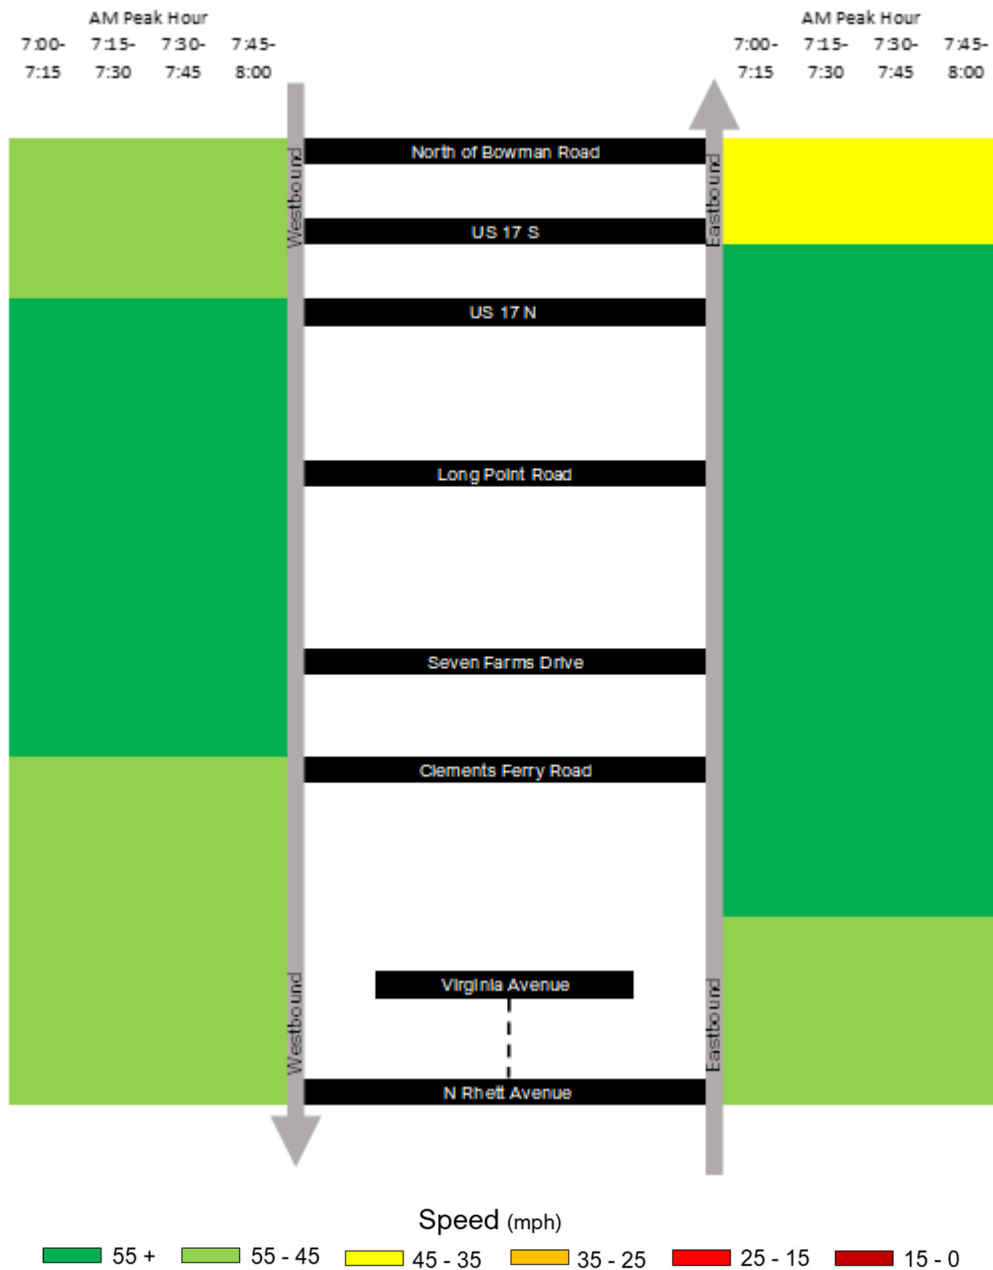 AM Peak Hour
AM Peak Hour
7:00- 7:15- 7:30- 7:45-
7:15 7:30 7:45 8:00
7:00- 7:15- 7:30- 7:45-
7:15 7:30 7:45 8:00
Westbound
Eastbound
North of Bowman Road
US 17 S
US 17 N
Long Point Road
Seven Farms Drive
Clements Ferry Road
Virginia Avenue
Westbound
Eastbound
N Rhett Avenue
Speed (mph)
55 + 55 - 45 45 - 35 35 - 25 25 - 15 15 - 0